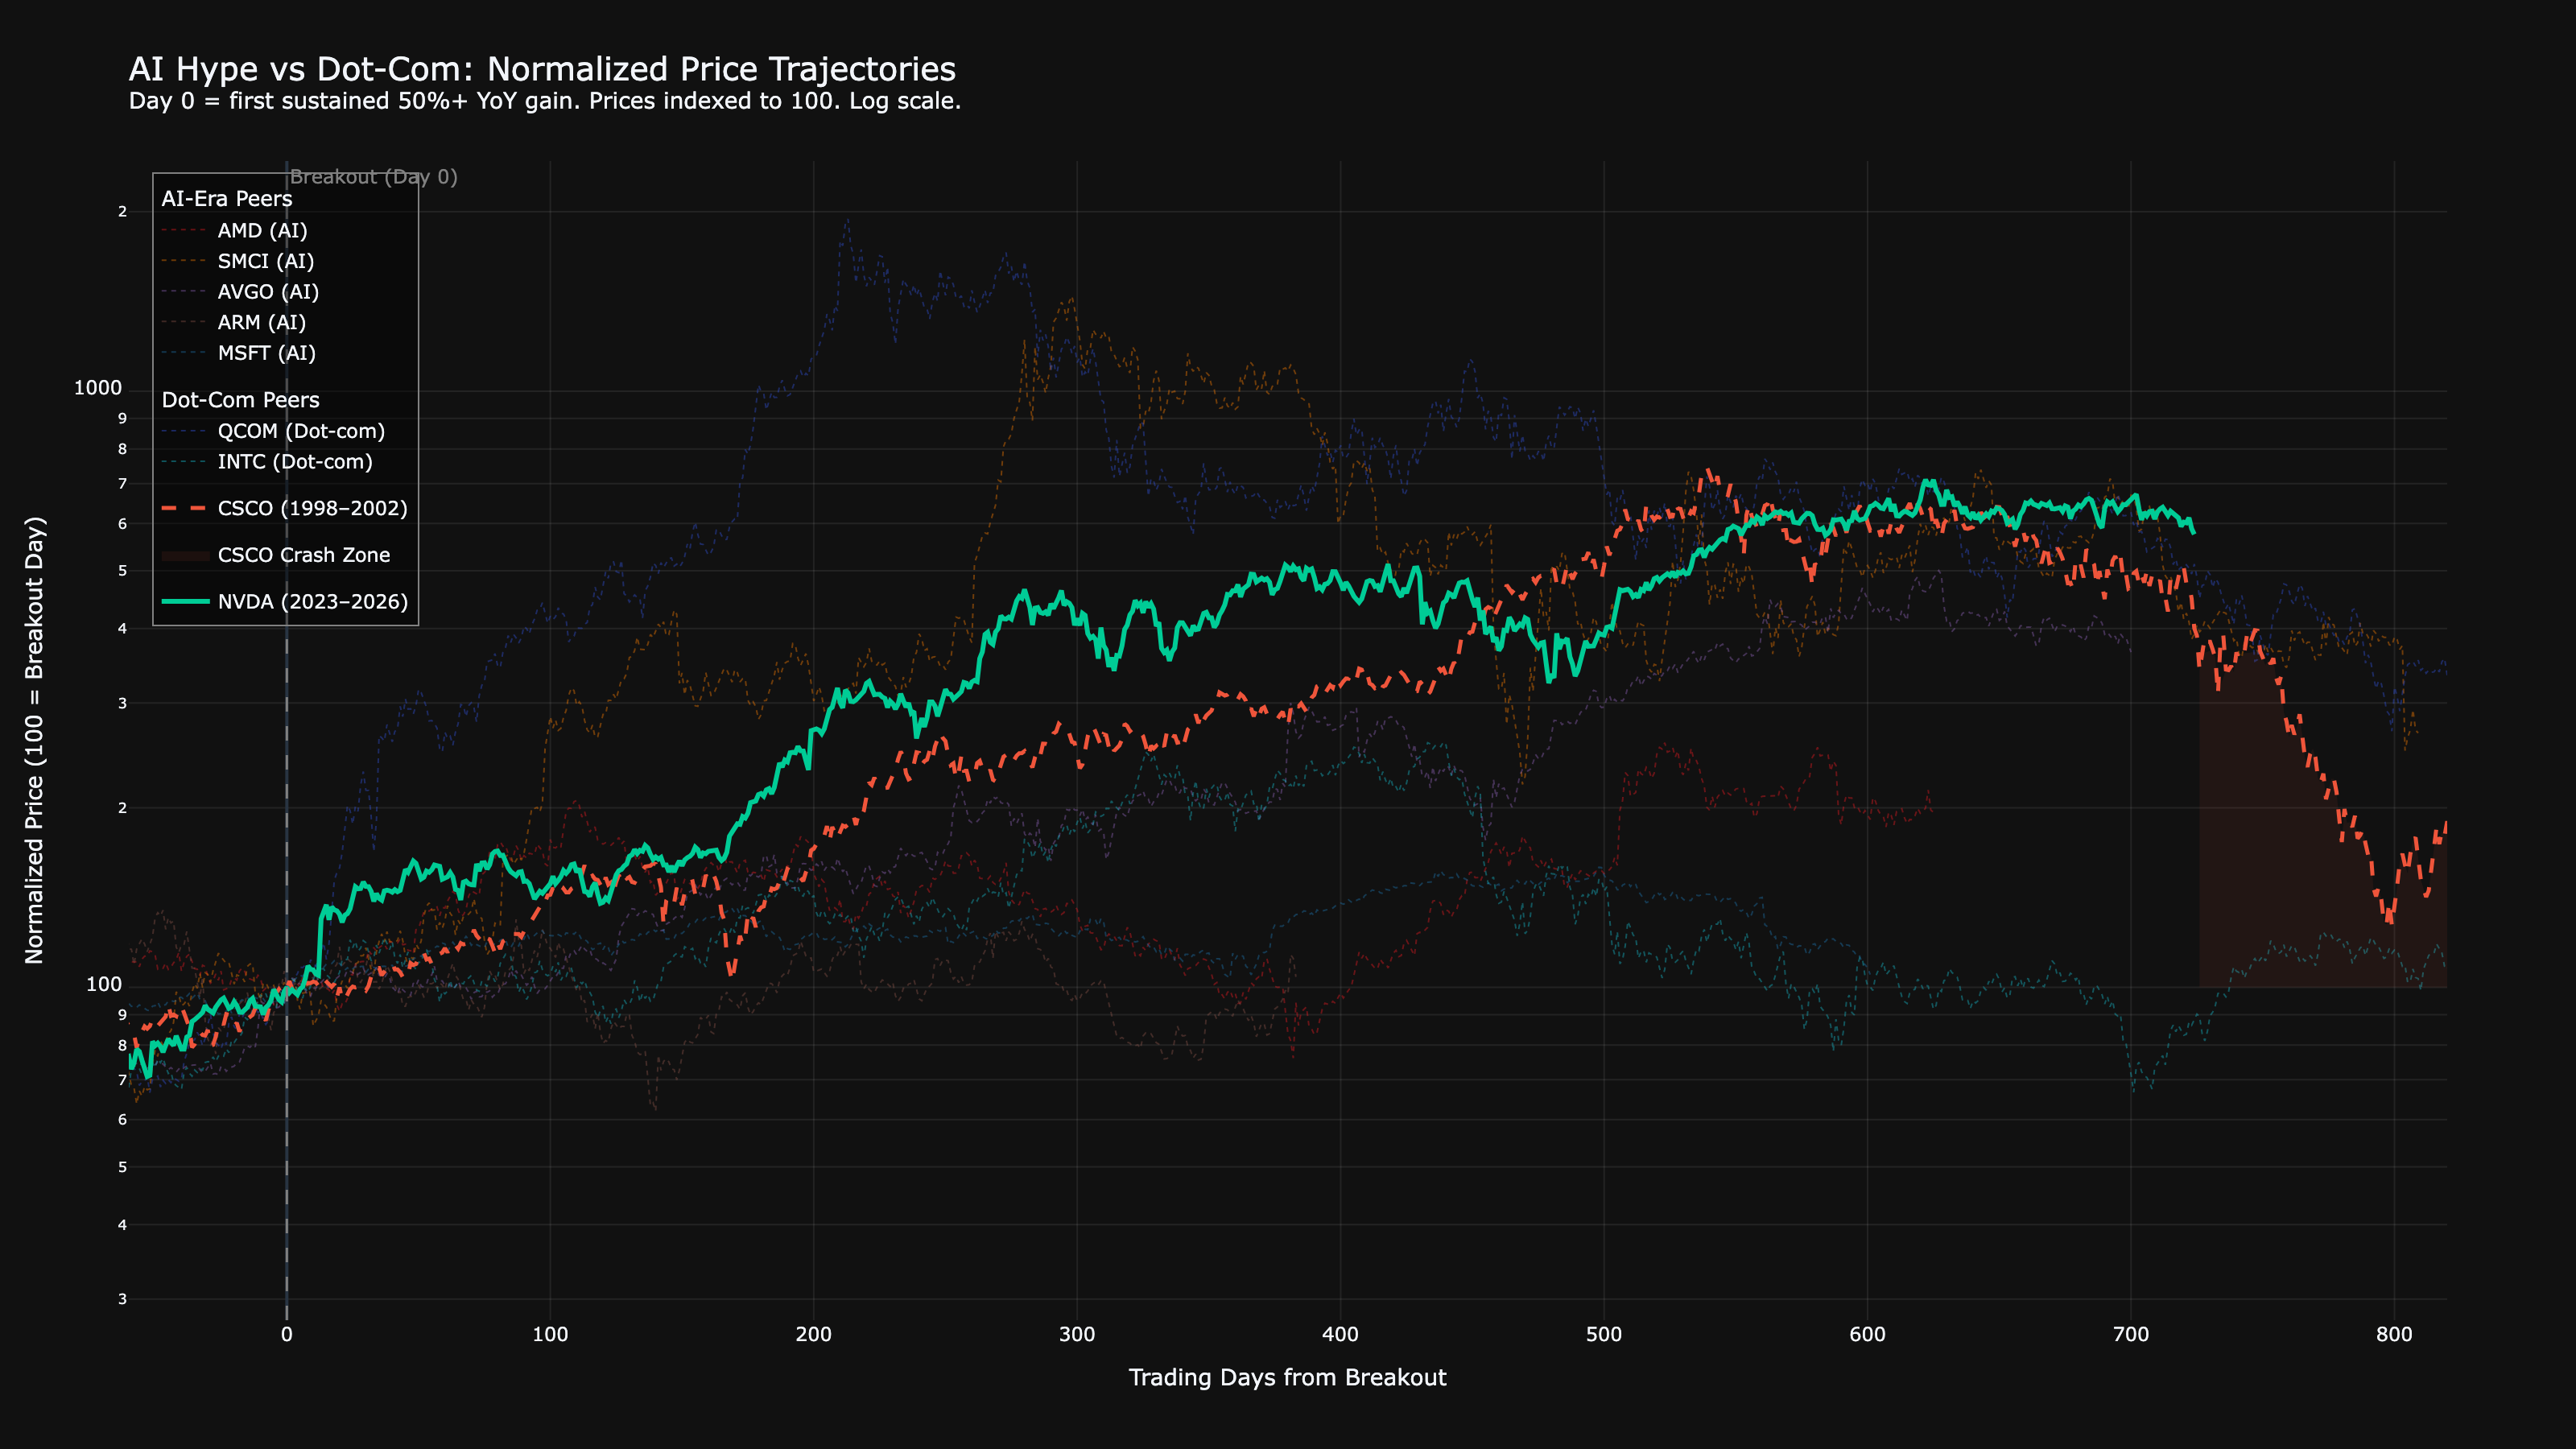 AI Hype vs Dot-Com: Normalized Price Trajectories
Day 0 = first sustained 50%+ YoY gain. Prices indexed to 100. Log scale.
Breakout (Day 0)
AI-Era Peers
AMD (AI)
SMCI (AI)
AVGO (AI)
ARM (AI)
MSFT (AI)
Dot-Com Peers
QCOM (Dot-com)
INTC (Dot-com)
CSCO (1998–2002)
CSCO Crash Zone
NVDA (2023–2026)
Normalized Price (100 = Breakout Day)
2
1000
9
8
7
6
5
4
3
2
100
9
8
7
6
5
4
3
0 100 200 300 400 500 600 700 800
Trading Days from Breakout